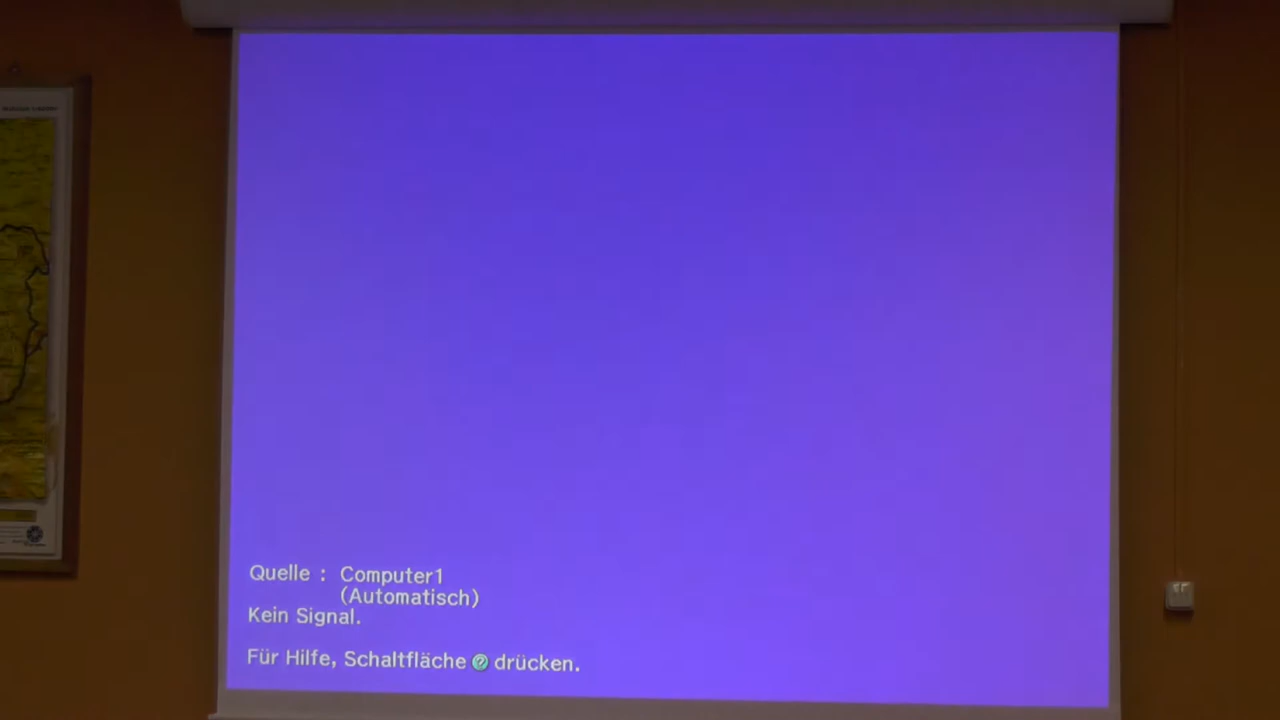 Quelle : Computer1
(Automatisch)
Kein Signal.
Für Hilfe, Schaltfläche ? drücken.